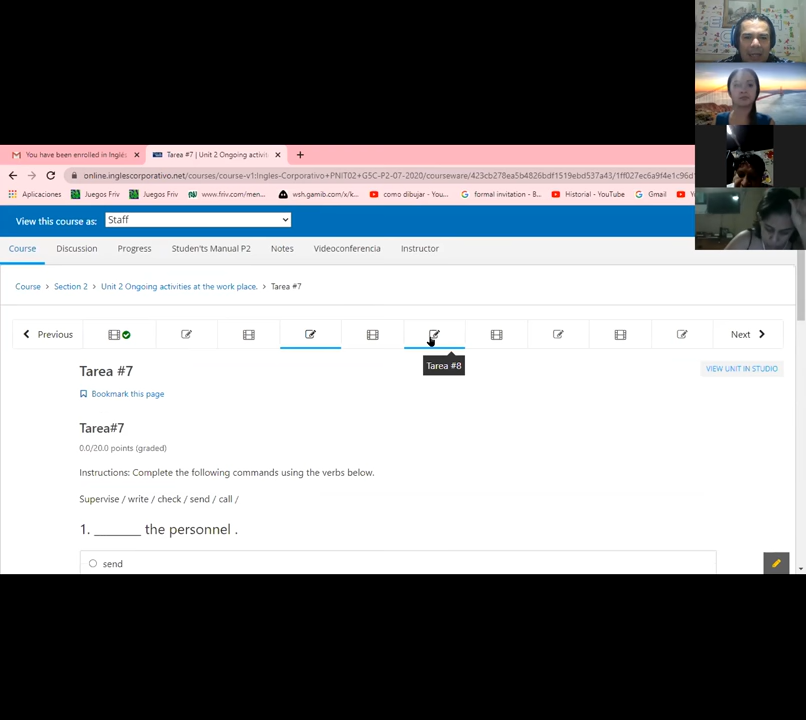 You have been enrolled in Inglés
Tarea #7 | Unit 2 Ongoing activiti
online.inglescorporativo.net/courses/course-v1:Ingles-Corporativo+PNIT02+G5C-P2-07-2020/courseware/423cb278ea5b4826bdf1519ebd537a43/1ff027ec6a9f4e1c96d
Aplicaciones
Juegos Friv
Juegos Friv
www.friv.com/men...
wsh.gamib.com/x/k...
como dibujar - You...
formal invitation - B...
Historial - YouTube
Gmail
View this course as:
Staff
Course
Discussion
Progress
Studen'ts Manual P2
Notes
Videoconferencia
Instructor
Course > Section 2 > Unit 2 Ongoing activities at the work place. > Tarea #7
Previous
Next
Tarea #8
Tarea #7
VIEW UNIT IN STUDIO
Bookmark this page
Tarea#7
0.0/20.0 points (graded)
Instructions: Complete the following commands using the verbs below.
Supervise / write / check / send / call /
1. _______ the personnel .
send